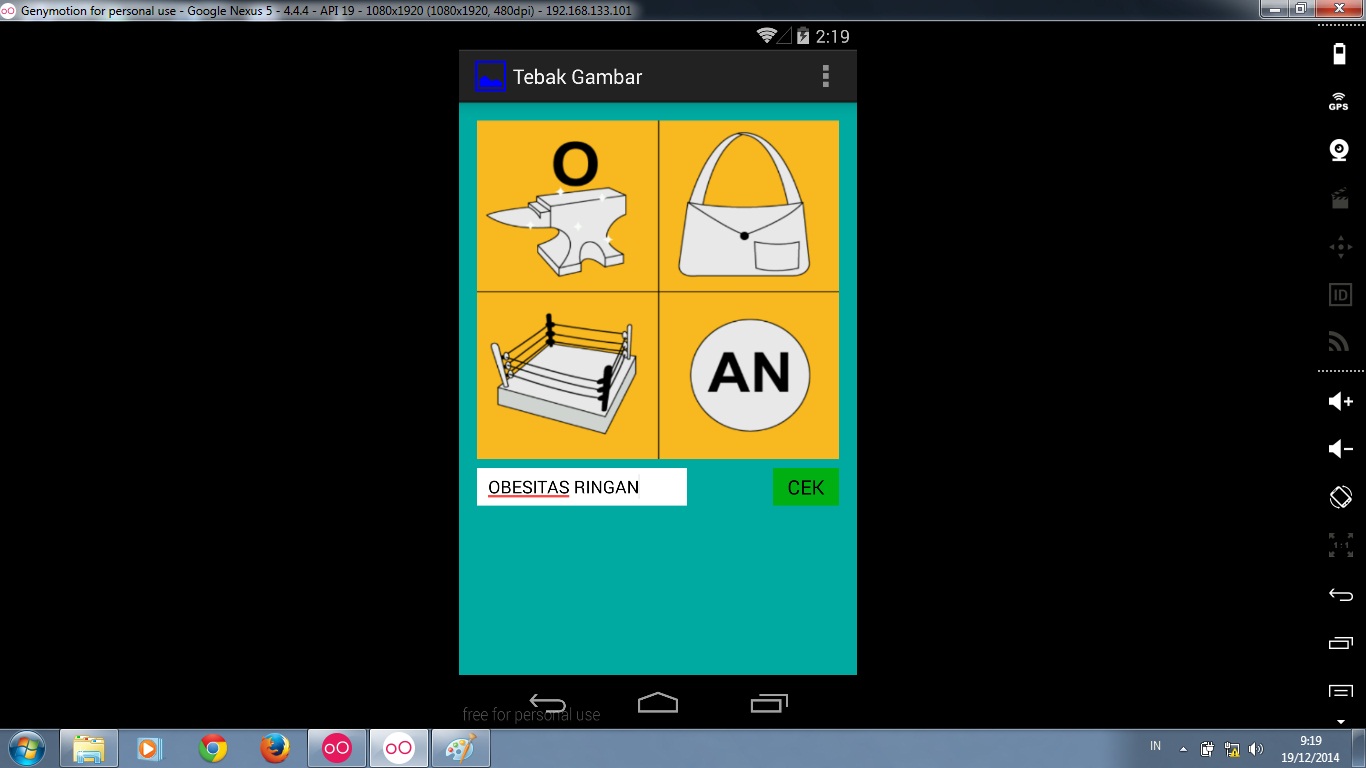 Genymotion for personal use - Google Nexus 5 - 4.4.4 - API 19 - 1080x1920 (1080x1920, 480dpi) - 192.168.133.101
2:19
Tebak Gambar
GPS
O
ID
AN
OBESITAS RINGAN
CEK
1:1
free for personal use
IN
9:19
19/12/2014